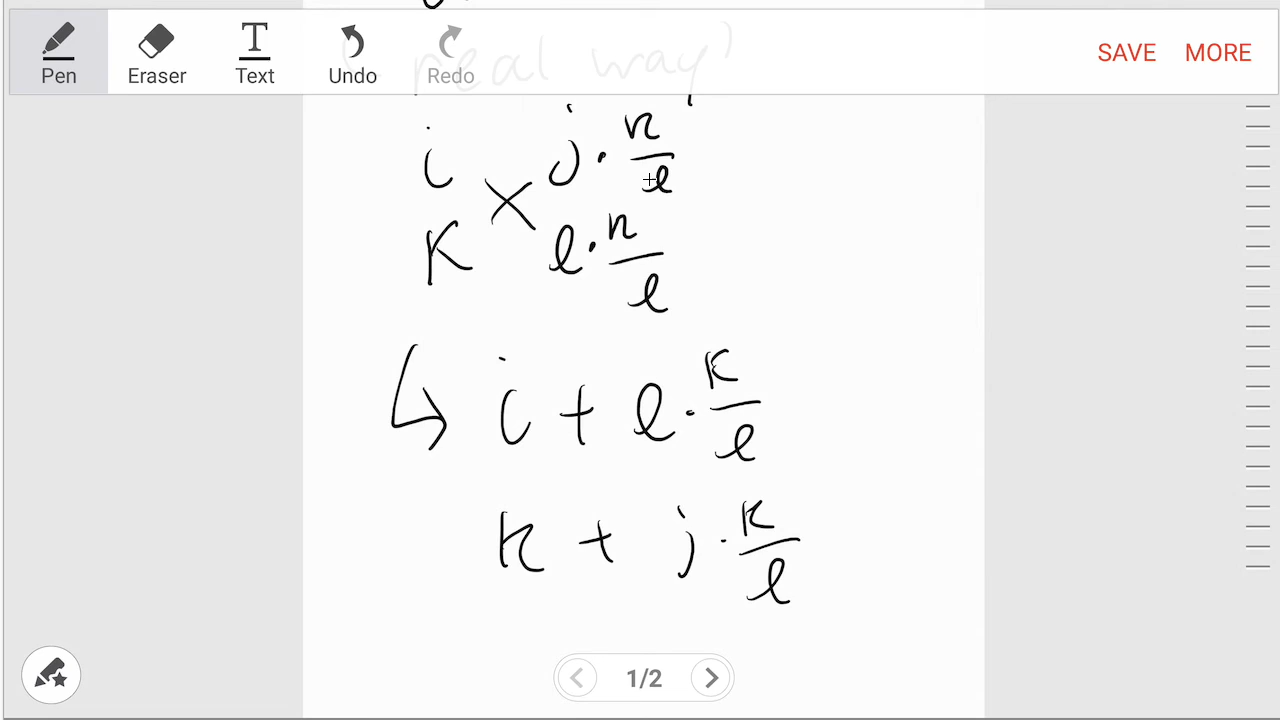 Pen Eraser Text Undo Redo SAVE MORE
real way)
i j · n/l
×
K l · n/l
↳ i + l · K/l
K + j · K/l
1/2